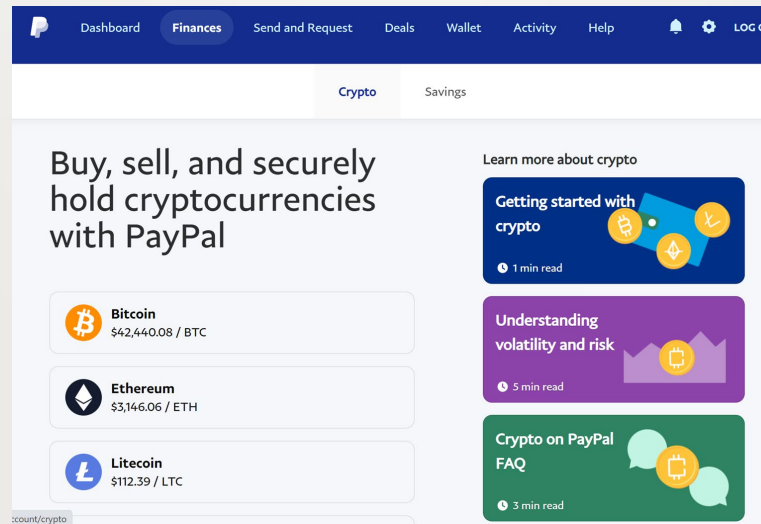 Dashboard Finances Send and Request Deals Wallet Activity Help LOG
Crypto Savings
Buy, sell, and securely
hold cryptocurrencies
with PayPal
Bitcoin
$42,440.08 / BTC
Ethereum
$3,146.06 / ETH
Litecoin
$112.39 / LTC
Learn more about crypto
Getting started with
crypto
1 min read
Understanding
volatility and risk
5 min read
Crypto on PayPal
FAQ
3 min read
ccount/crypto